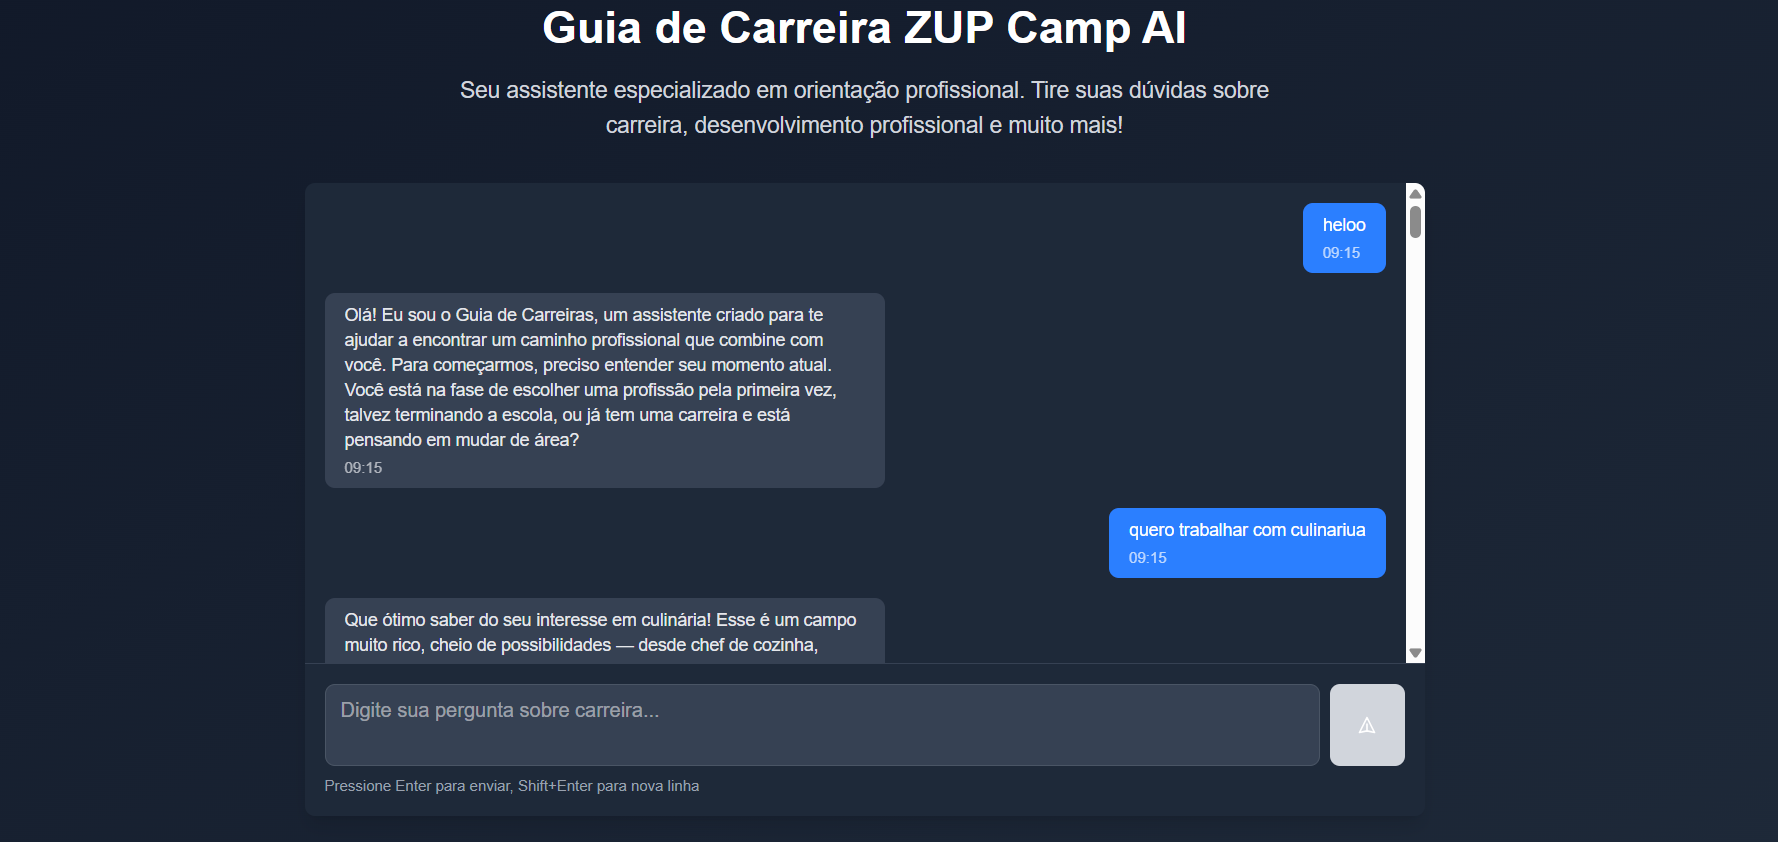 Guia de Carreira ZUP Camp AI
Seu assistente especializado em orientação profissional. Tire suas dúvidas sobre
carreira, desenvolvimento profissional e muito mais!
heloo
09:15
Olá! Eu sou o Guia de Carreiras, um assistente criado para te
ajudar a encontrar um caminho profissional que combine com
você. Para começarmos, preciso entender seu momento atual.
Você está na fase de escolher uma profissão pela primeira vez,
talvez terminando a escola, ou já tem uma carreira e está
pensando em mudar de área?
09:15
quero trabalhar com culinariua
09:15
Que ótimo saber do seu interesse em culinária! Esse é um campo
muito rico, cheio de possibilidades — desde chef de cozinha,
Digite sua pergunta sobre carreira...
Pressione Enter para enviar, Shift+Enter para nova linha